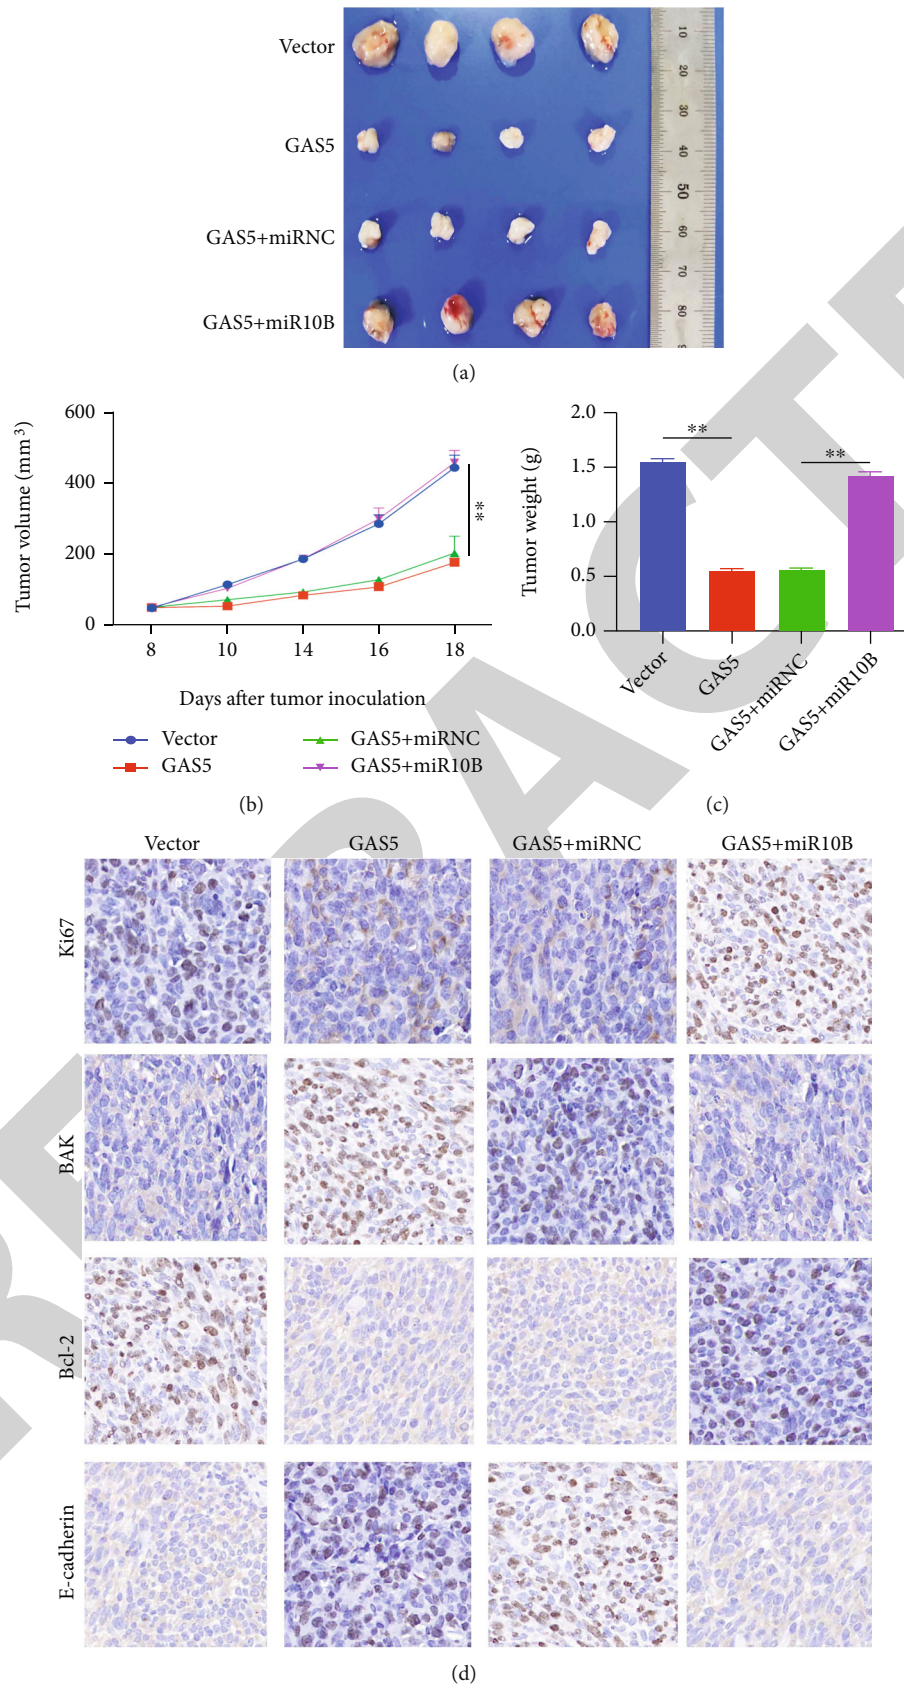 Vector
GAS5
GAS5+miRNC
GAS5+miR10B
10
20
30
40
50
60
70
80
(a)
Tumor volume (mm³)
600
400
200
0
8 10 14 16 18
**
Days after tumor inoculation
Vector
GAS5
GAS5+miRNC
GAS5+miR10B
(b)
Tumor weight (g)
2.0
1.5
1.0
0.5
0.0
** **
Vector
GAS5
GAS5+miRNC
GAS5+miR10B
(c)
Vector GAS5 GAS5+miRNC GAS5+miR10B
Ki67
BAK
Bcl-2
E-cadherin
(d)